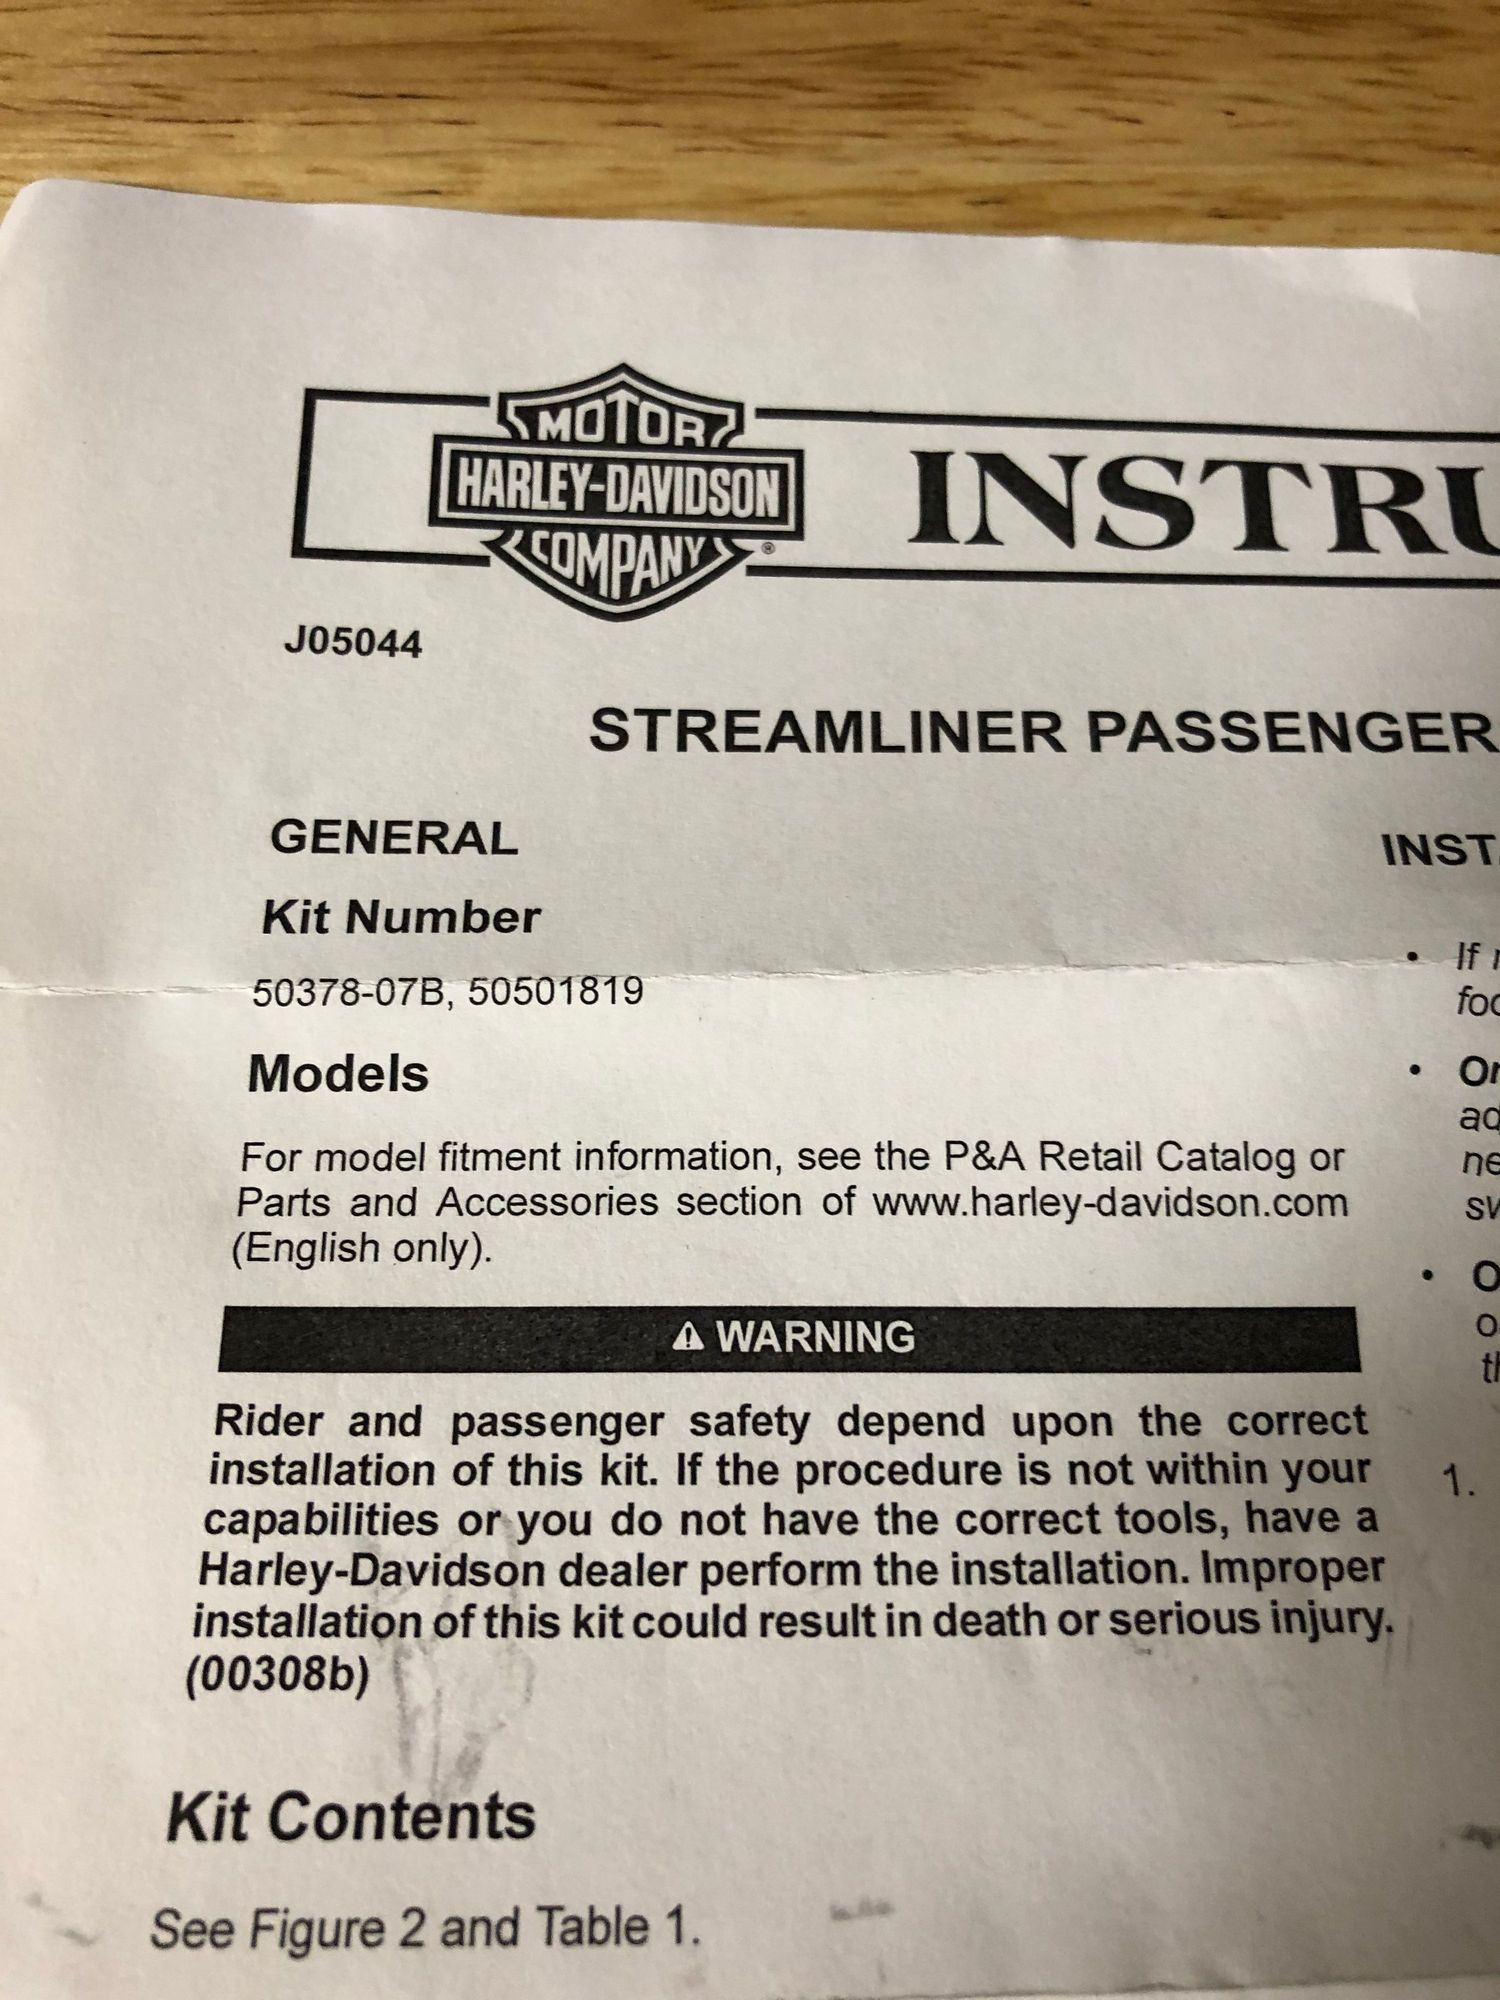 MOTOR
HARLEY-DAVIDSON
COMPANY
®
J05044
STREAMLINER PASSENGER
GENERAL
Kit Number
50378-07B, 50501819
Models
For model fitment information, see the P&A Retail Catalog or
Parts and Accessories section of www.harley-davidson.com
(English only).
⚠ WARNING
Rider and passenger safety depend upon the correct
installation of this kit. If the procedure is not within your
capabilities or you do not have the correct tools, have a
Harley-Davidson dealer perform the installation. Improper
installation of this kit could result in death or serious injury.
(00308b)
Kit Contents
See Figure 2 and Table 1.
• If
•
•
1.